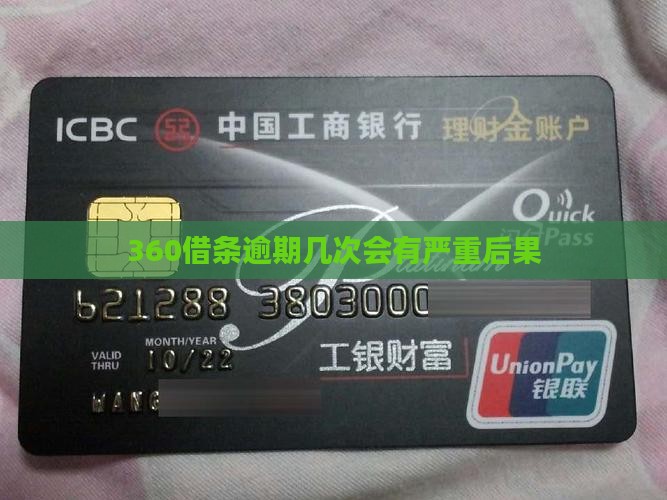 ICBC 中国工商银行 理财金账户
Quick
Pass
360借条逾期几次会有严重后果
Platinum
621288 3803000
MONTH/YEAR
VALID THRU 10/22
工银财富
UnionPay
银联
WANG